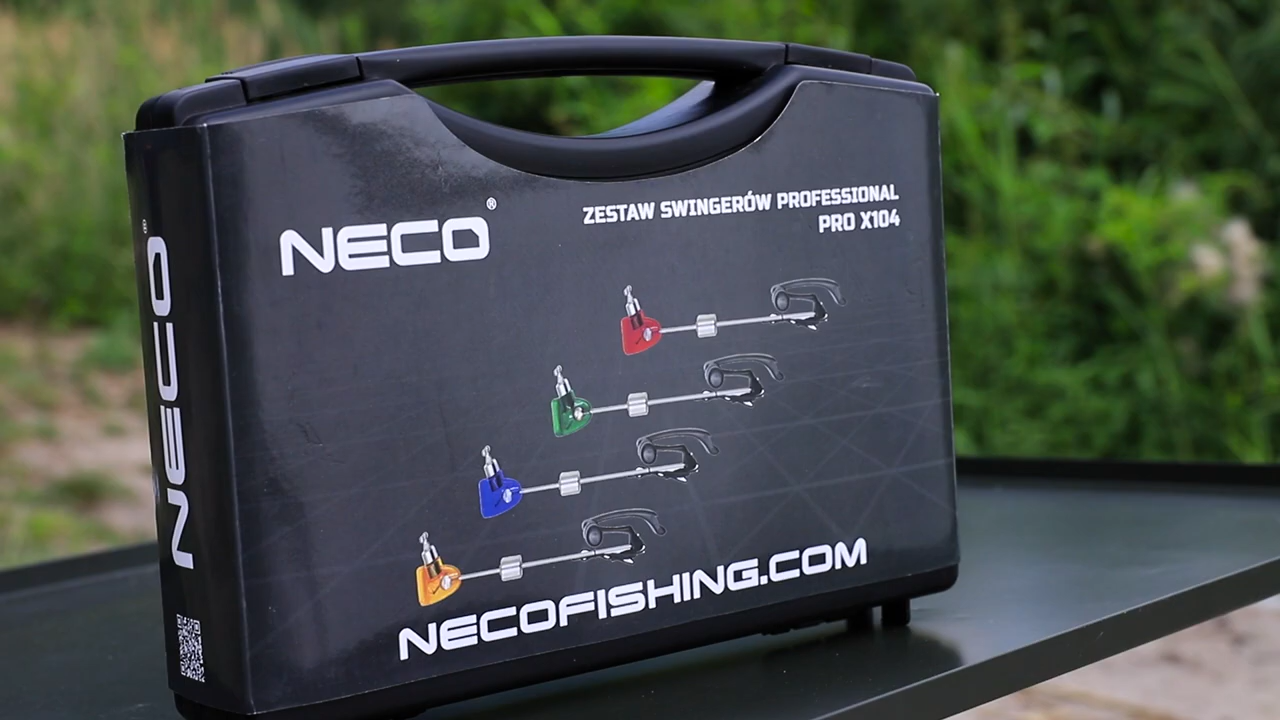 NECO®
ZESTAW SWINGERÓW PROFESSIONAL
PRO X104
NECOFISHING.COM
NECO®